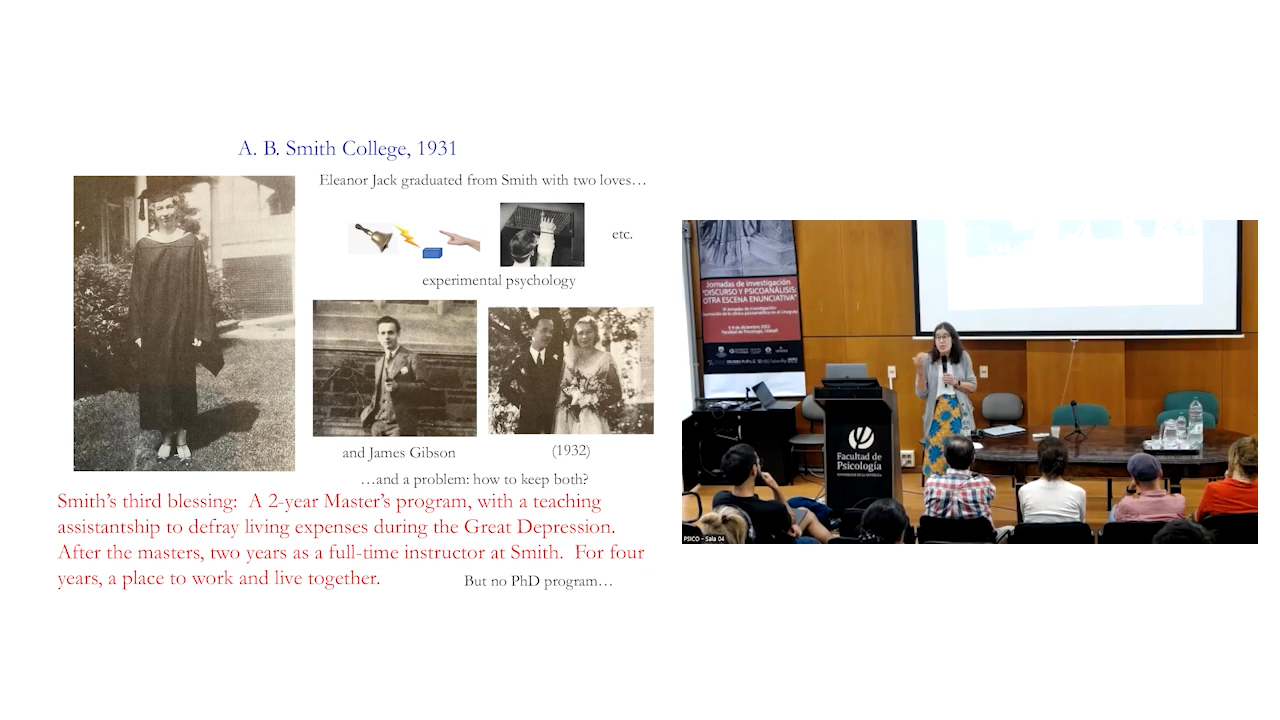 A. B. Smith College, 1931
Eleanor Jack graduated from Smith with two loves…
etc.
experimental psychology
and James Gibson
(1932)
…and a problem: how to keep both?
Smith's third blessing:  A 2-year Master's program, with a teaching
assistantship to defray living expenses during the Great Depression.
After the masters, two years as a full-time instructor at Smith.  For four
years, a place to work and live together.
But no PhD program…
Jornadas de investigación
"DISCURSO Y PSICOANÁLISIS:
OTRA ESCENA ENUNCIATIVA"
Facultad de
Psicología
PSICO - Sala 04